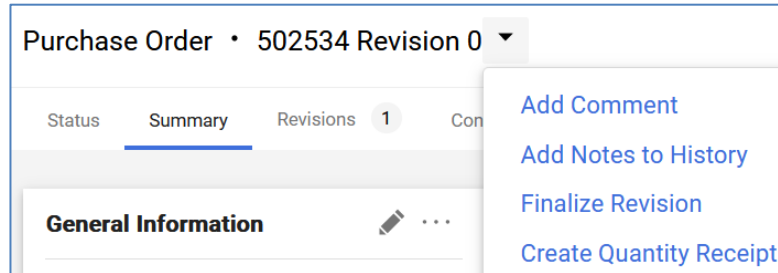 Purchase Order • 502534 Revision 0
Status Summary Revisions 1 Con
Add Comment
Add Notes to History
Finalize Revision
Create Quantity Receipt
General Information